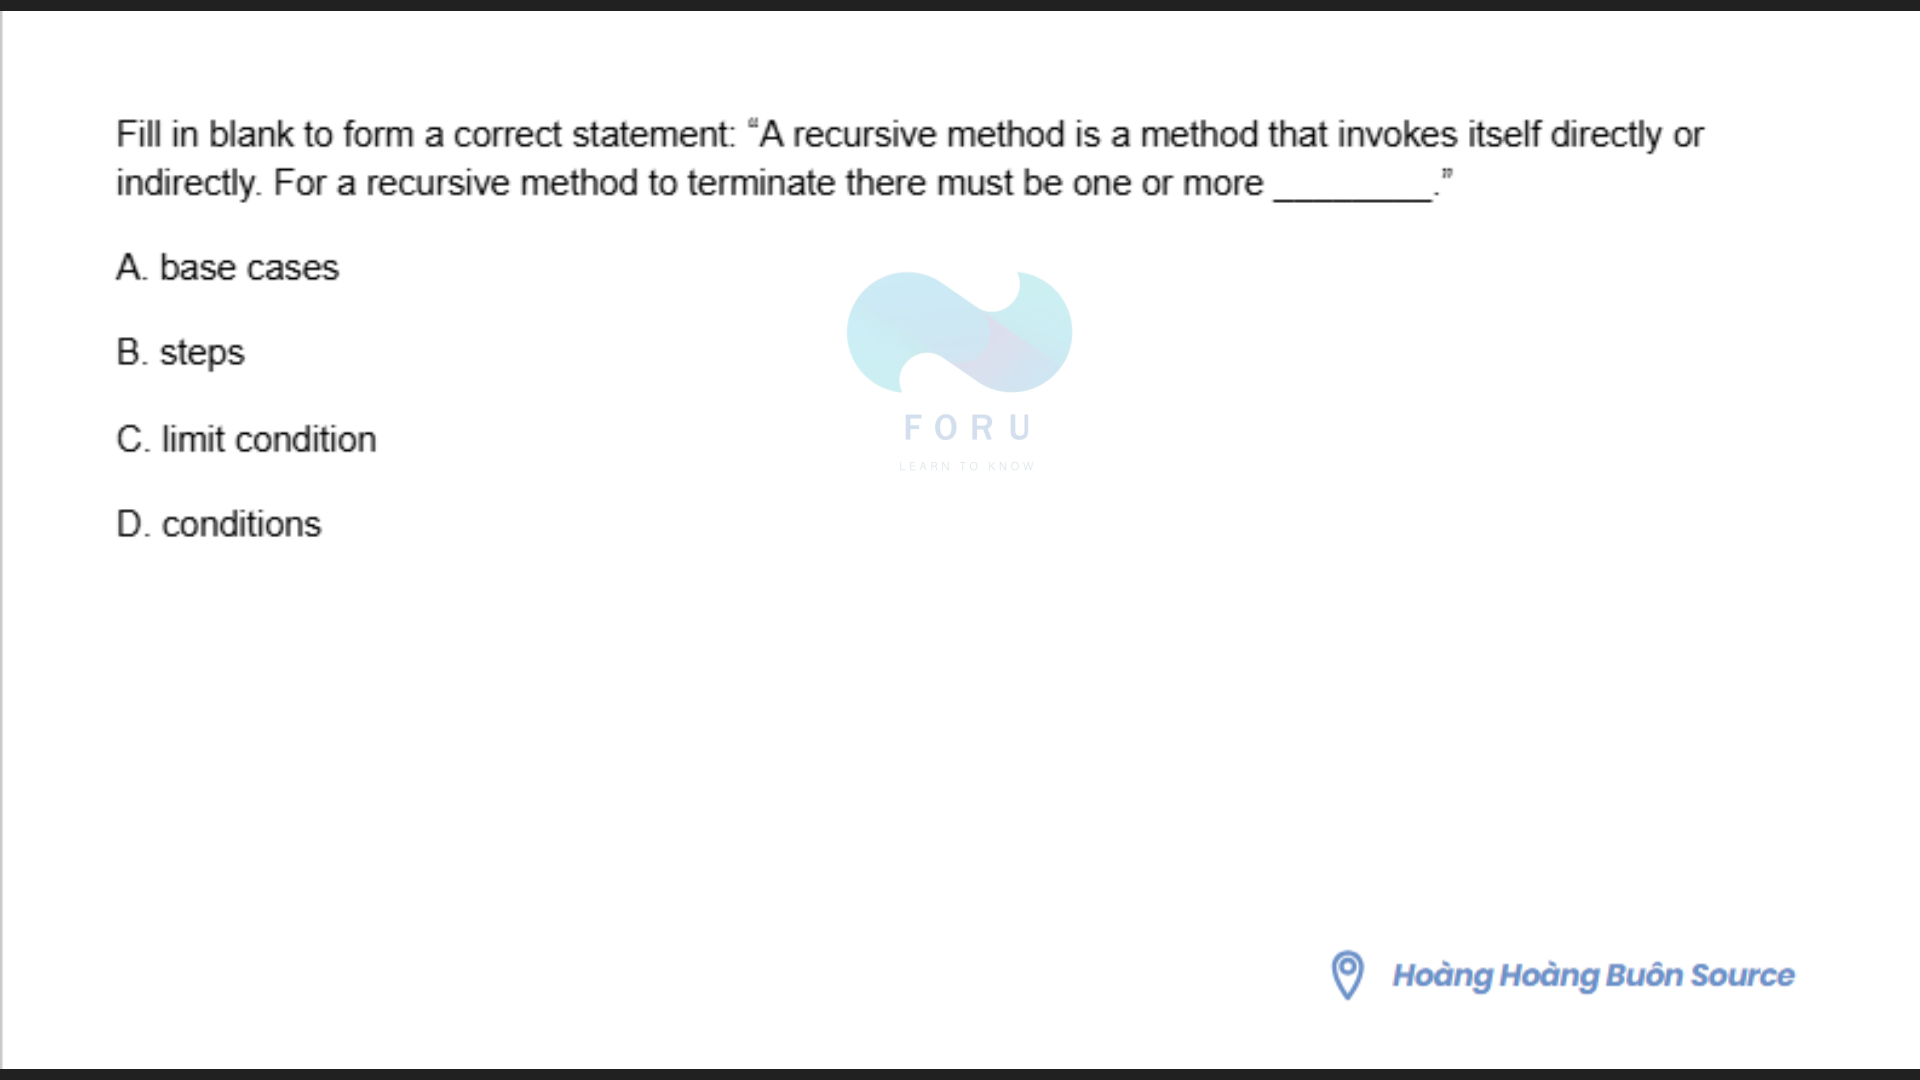 Fill in blank to form a correct statement: “A recursive method is a method that invokes itself directly or
indirectly. For a recursive method to terminate there must be one or more ________.”
A. base cases
B. steps
C. limit condition
D. conditions
FORU
LEARN TO KNOW
Hoàng Hoàng Buôn Source